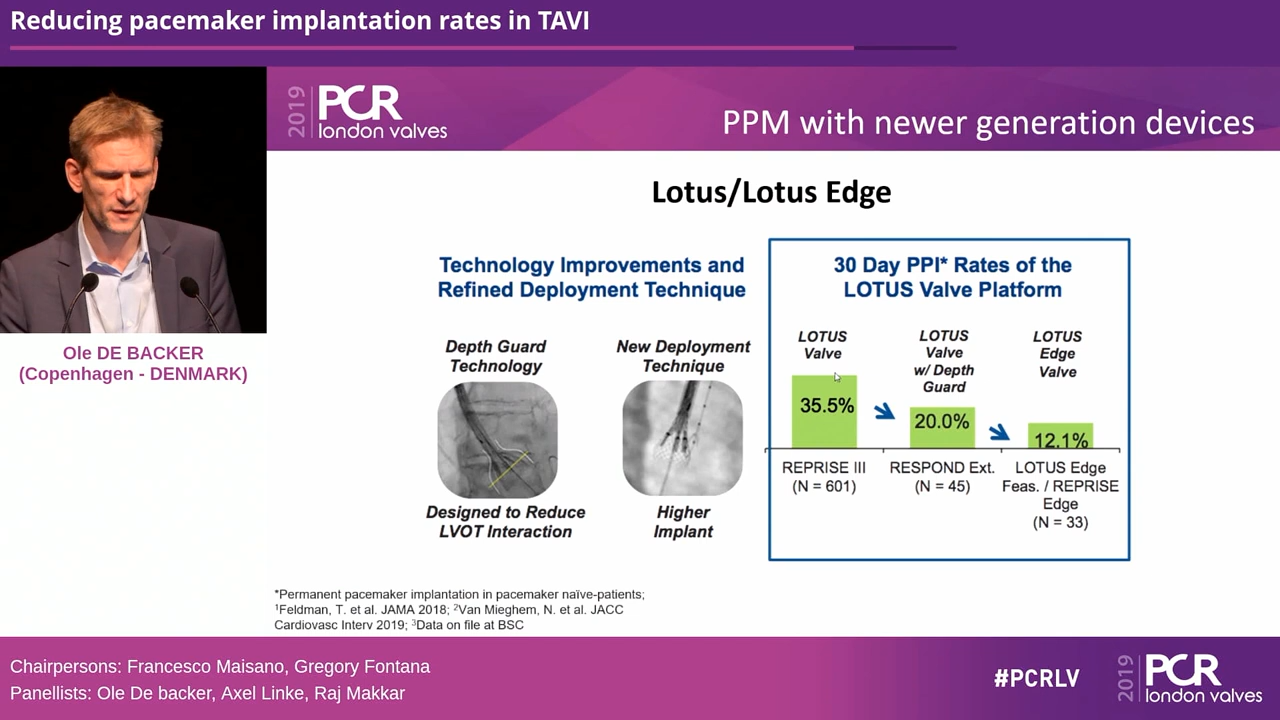 Reducing pacemaker implantation rates in TAVI
2019 PCR
london valves
PPM with newer generation devices
Ole DE BACKER
(Copenhagen - DENMARK)
Lotus/Lotus Edge
Technology Improvements and
Refined Deployment Technique
Depth Guard
Technology
Designed to Reduce
LVOT Interaction
New Deployment
Technique
Higher
Implant
30 Day PPI* Rates of the
LOTUS Valve Platform
LOTUS
Valve
35.5%
REPRISE III
(N = 601)
LOTUS
Valve
w/ Depth
Guard
20.0%
RESPOND Ext.
(N = 45)
LOTUS
Edge
Valve
12.1%
LOTUS Edge
Feas. / REPRISE
Edge
(N = 33)
*Permanent pacemaker implantation in pacemaker naïve-patients;
¹Feldman, T. et al. JAMA 2018; ²Van Mieghem, N. et al. JACC
Cardiovasc Interv 2019; ³Data on file at BSC
Chairpersons: Francesco Maisano, Gregory Fontana
Panellists: Ole De backer, Axel Linke, Raj Makkar
#PCRLV
2019 PCR
london valves